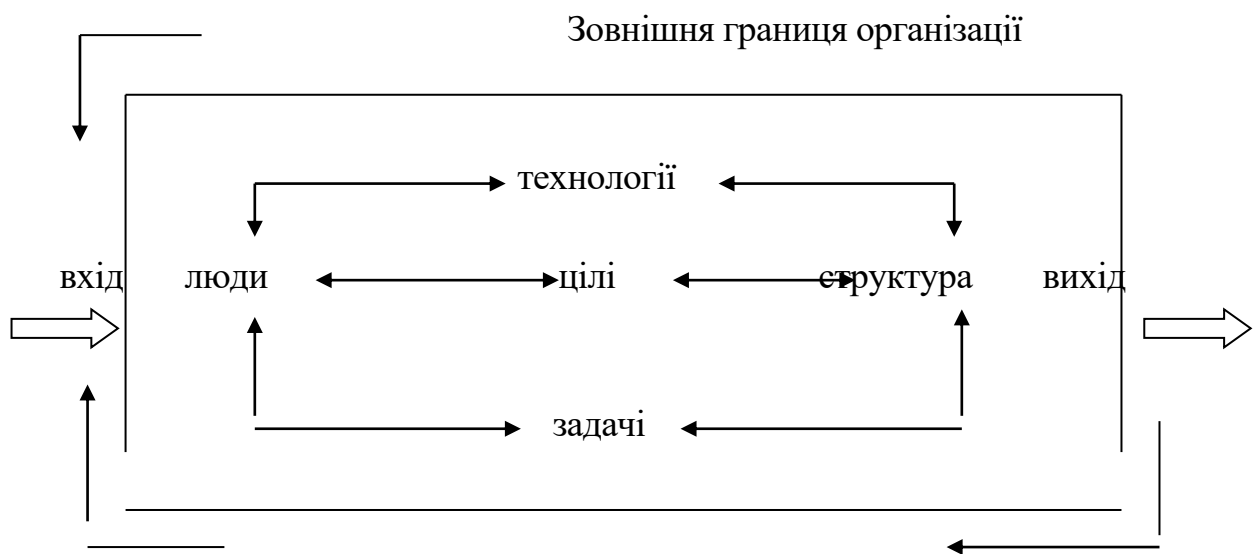 Зовнішня границя організації
технології
вхід люди цілі структура вихід
задачі